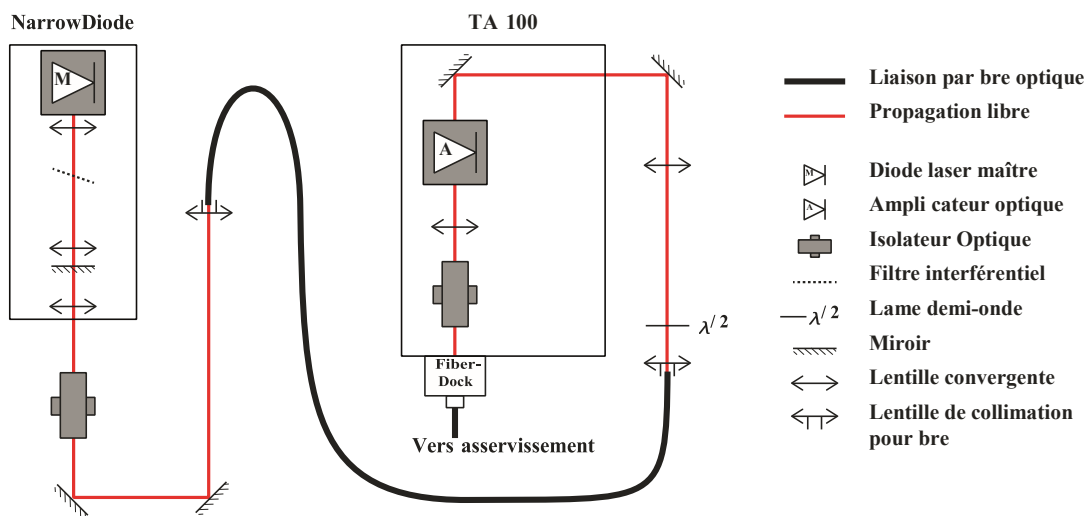 NarrowDiode
TA 100
M
A
λ/2
Fiber-
Dock
Vers asservissement
Liaison par bre optique
Propagation libre
M
Diode laser maître
A
Ampli cateur optique
Isolateur Optique
Filtre interférentiel
λ/2
Lame demi-onde
Miroir
Lentille convergente
Lentille de collimation
pour bre